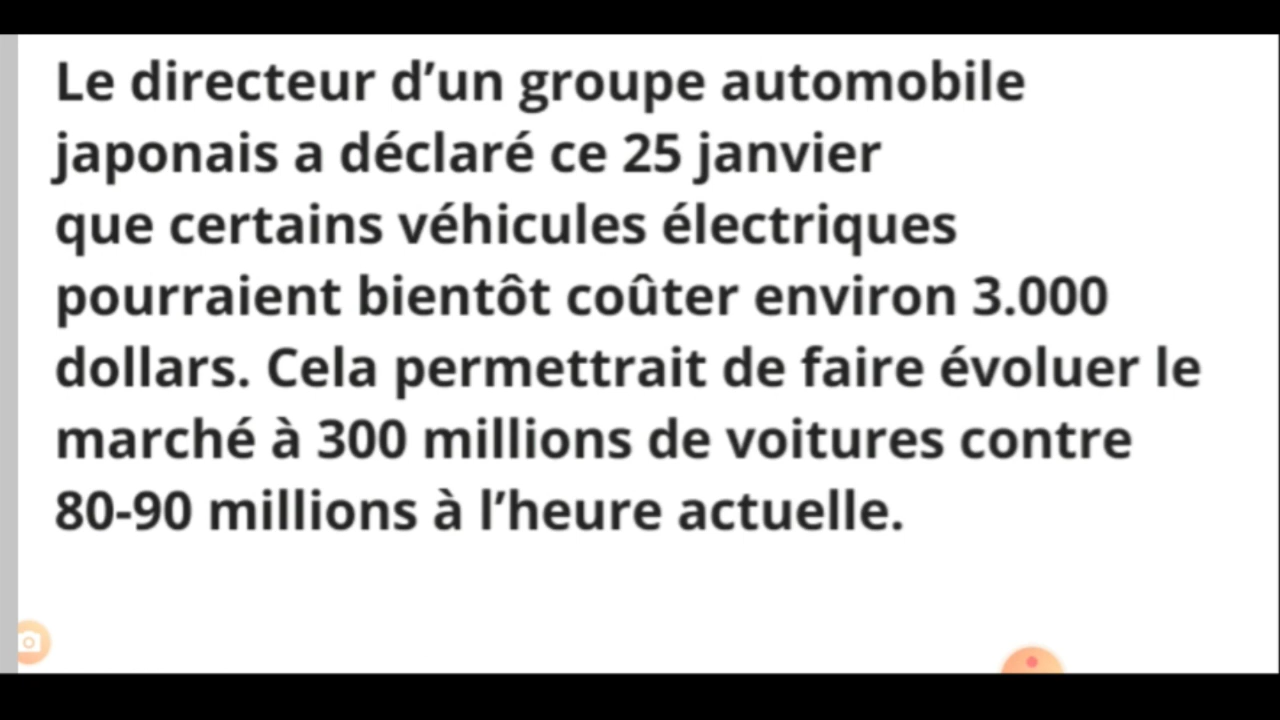 Le directeur d’un groupe automobile
japonais a déclaré ce 25 janvier
que certains véhicules électriques
pourraient bientôt coûter environ 3.000
dollars. Cela permettrait de faire évoluer le
marché à 300 millions de voitures contre
80-90 millions à l’heure actuelle.